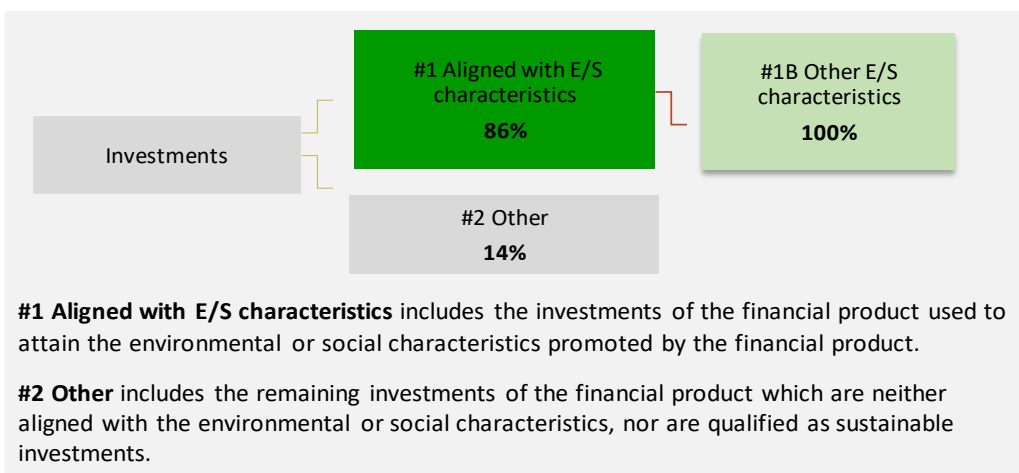 #1 Aligned with E/S
characteristics
86%
#1B Other E/S
characteristics
100%
Investments
#2 Other
14%
#1 Aligned with E/S characteristics includes the investments of the financial product used to
attain the environmental or social characteristics promoted by the financial product.
#2 Other includes the remaining investments of the financial product which are neither
aligned with the environmental or social characteristics, nor are qualified as sustainable
investments.